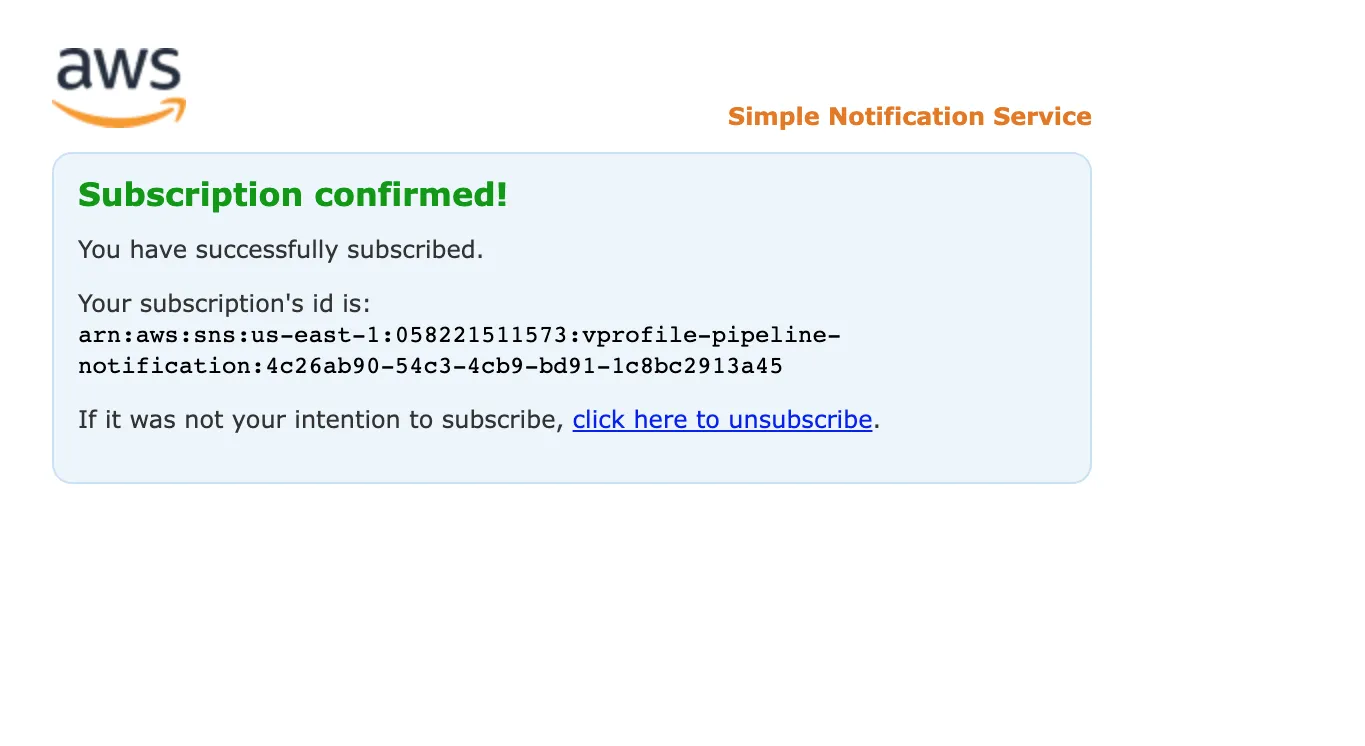 aws
Simple Notification Service
Subscription confirmed!
You have successfully subscribed.
Your subscription's id is:
arn:aws:sns:us-east-1:058221511573:vprofile-pipeline-
notification:4c26ab90-54c3-4cb9-bd91-1c8bc2913a45
If it was not your intention to subscribe, click here to unsubscribe.